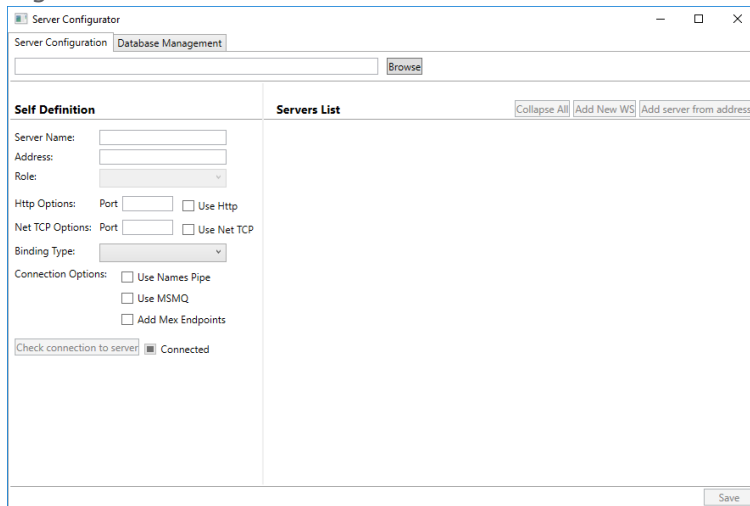 Server Configurator
Server Configuration Database Management
Browse
Self Definition
Servers List
Collapse All Add New WS Add server from address
Server Name:
Address:
Role:
Http Options: Port Use Http
Net TCP Options: Port Use Net TCP
Binding Type:
Connection Options: Use Names Pipe
Use MSMQ
Add Mex Endpoints
Check connection to server Connected
Save